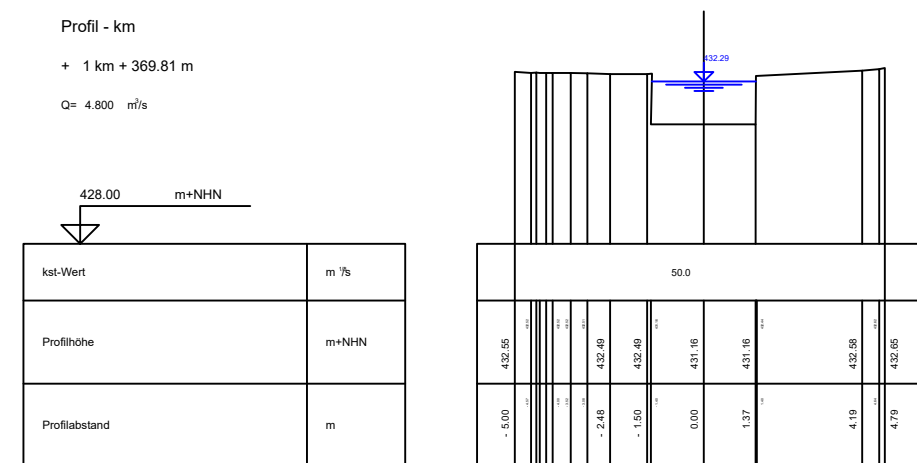 Profil - km
+ 1 km + 369.81 m
Q= 4.800 m³/s
432.29
428.00 m+NHN
kst-Wert m ¹/³/s 50.0
Profilhöhe m+NHN 432.55 432.49 432.49 431.16 431.16 432.58 432.65
Profilabstand m - 5.00 - 2.48 - 1.50 0.00 1.37 4.19 4.79